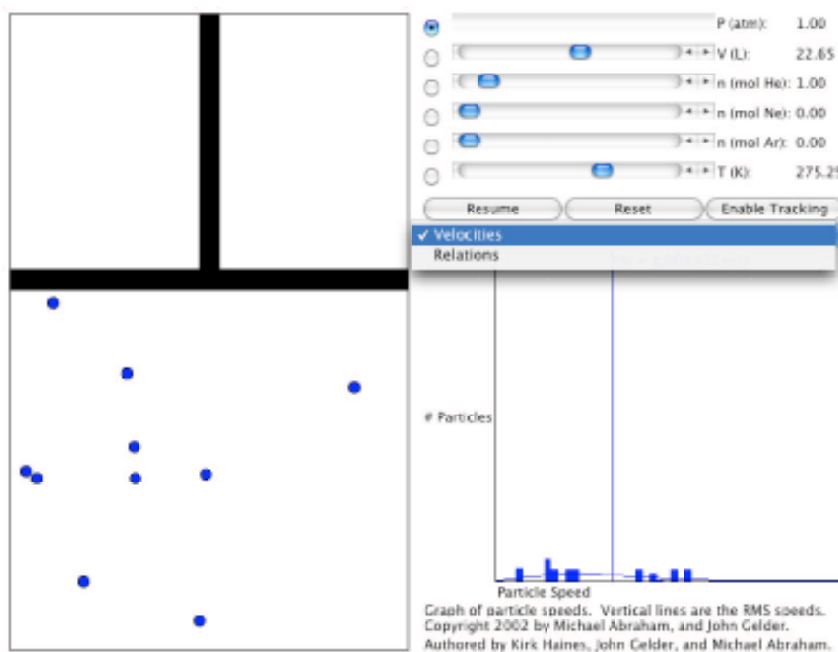 P (atm): 1.00
V (L): 22.65
n (mol He): 1.00
n (mol Ne): 0.00
n (mol Ar): 0.00
T (K): 275.25
Resume Reset Enable Tracking
✓ Velocities
Relations
# Particles
Particle Speed
Graph of particle speeds. Vertical lines are the RMS speeds.
Copyright 2002 by Michael Abraham, and John Gelder.
Authored by Kirk Haines, John Gelder, and Michael Abraham.